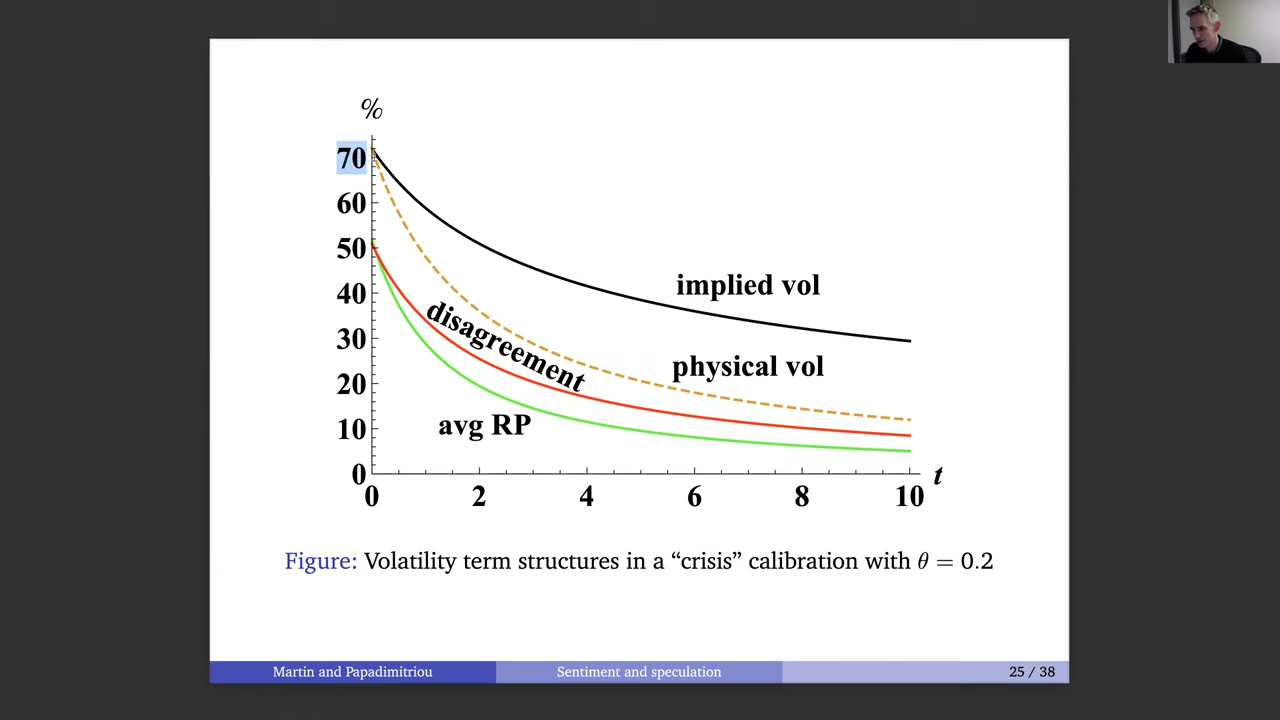 %
70
60
50
40
30
20
10
0
implied vol
disagreement
physical vol
avg RP
0 2 4 6 8 10 t
Figure: Volatility term structures in a “crisis” calibration with θ = 0.2
Martin and Papadimitriou Sentiment and speculation 25 / 38